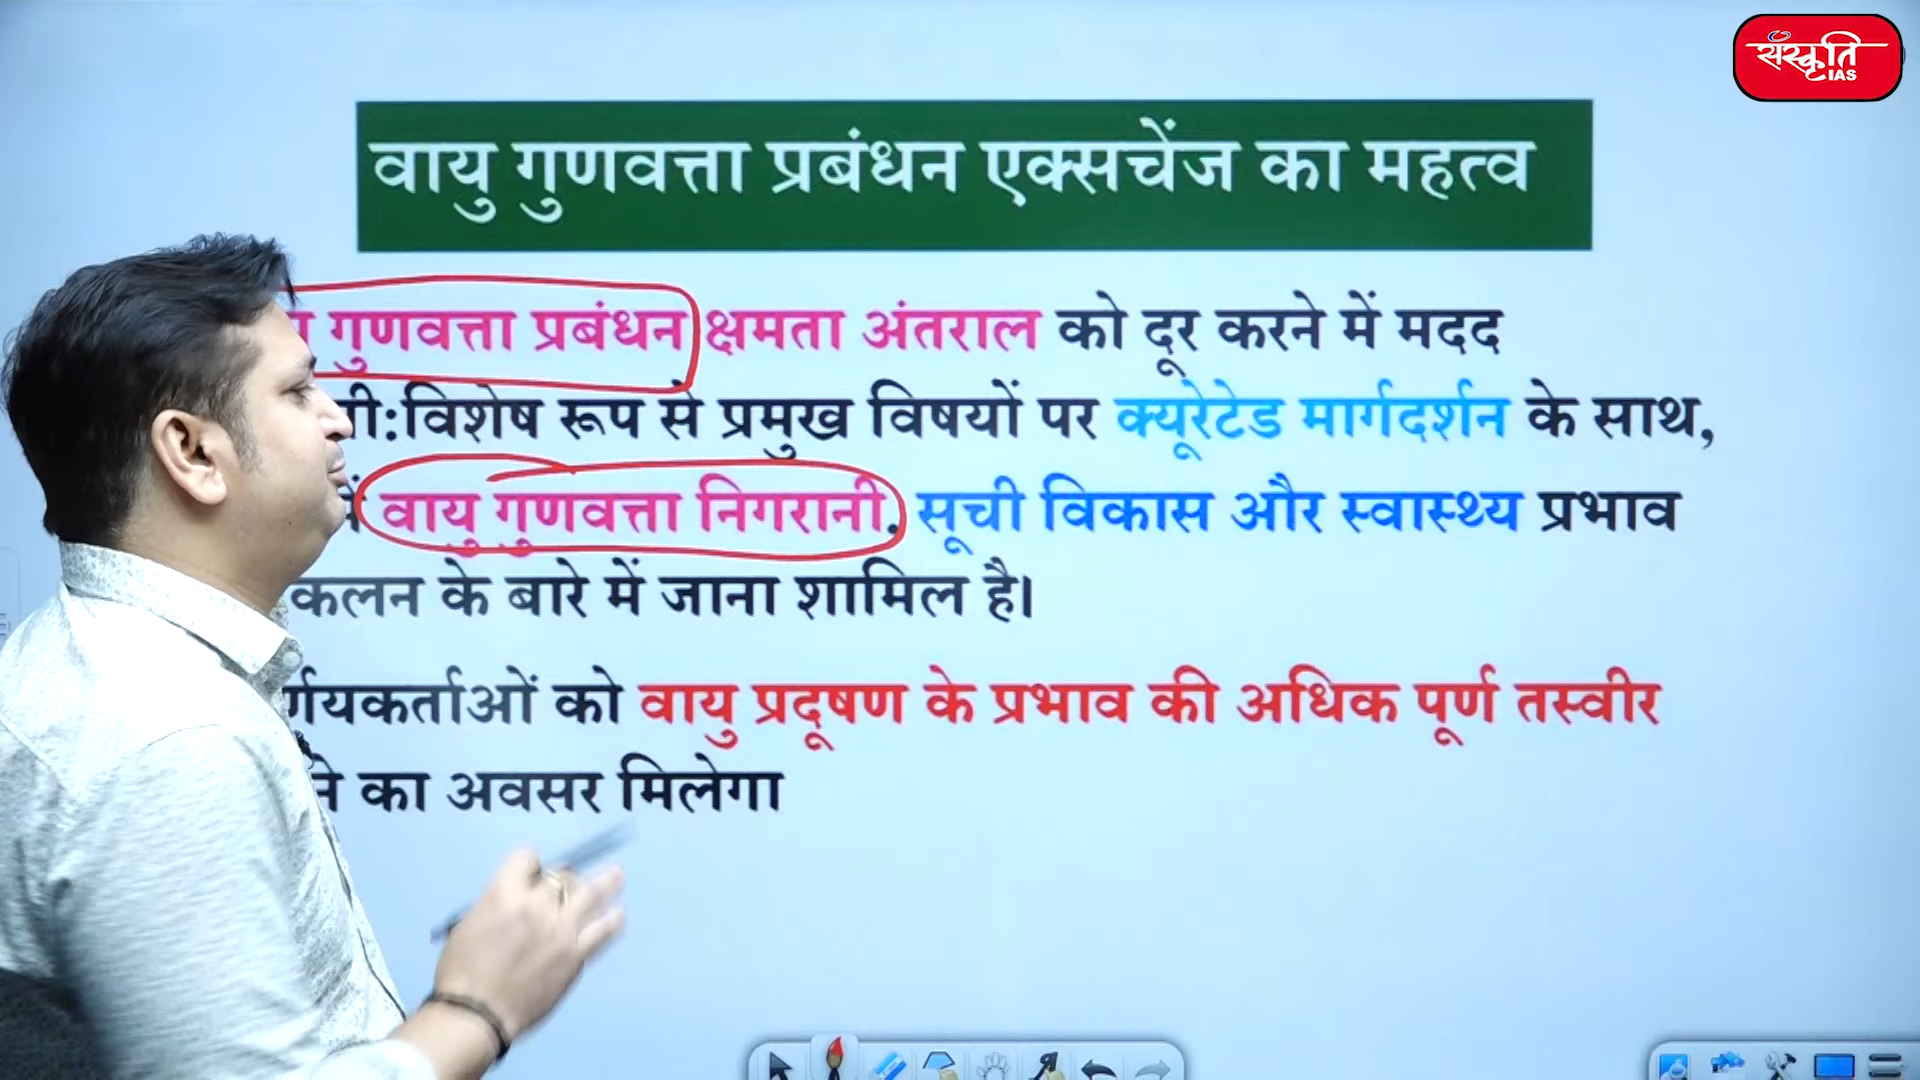 संस्कृति
IAS
वायु गुणवत्ता प्रबंधन एक्सचेंज का महत्व
गुणवत्ता प्रबंधन क्षमता अंतराल को दूर करने में मदद
विशेष रूप से प्रमुख विषयों पर क्यूरेटेड मार्गदर्शन के साथ,
वायु गुणवत्ता निगरानी, सूची विकास और स्वास्थ्य प्रभाव
कलन के बारे में जाना शामिल है।
र्णयकर्ताओं को वायु प्रदूषण के प्रभाव की अधिक पूर्ण तस्वीर
का अवसर मिलेगा